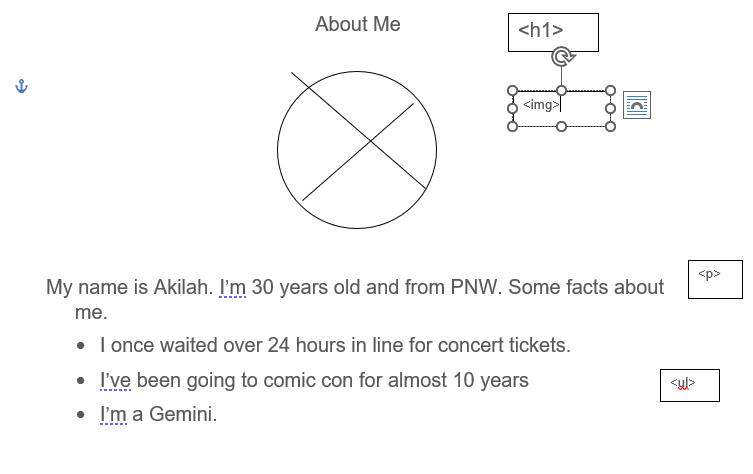 About Me
<h1>
<img>
My name is Akilah. I'm 30 years old and from PNW. Some facts about
me.
<p>
• I once waited over 24 hours in line for concert tickets.
• I've been going to comic con for almost 10 years
<ul>
• I'm a Gemini.